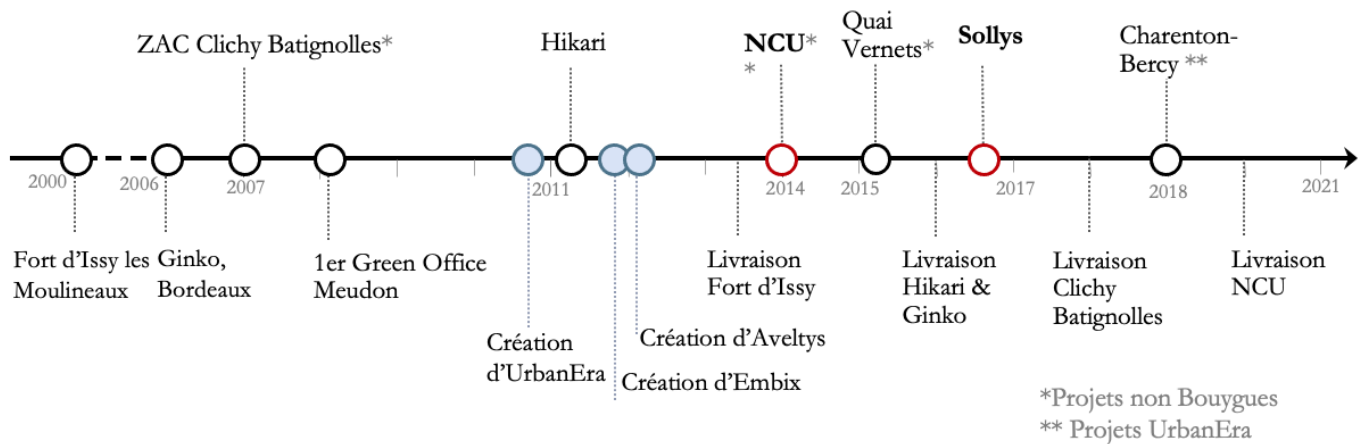 ZAC Clichy Batignolles*
Hikari
NCU*
*
Quai
Vernets*
Sollys
Charenton-
Bercy **
2000
2006
2007
2011
2014
2015
2017
2018
2021
Fort d'Issy les
Moulineaux
Ginko,
Bordeaux
1er Green Office
Meudon
Création
d'UrbanEra
Création d'Aveltys
Création d'Embix
Livraison
Fort d'Issy
Livraison
Hikari &
Ginko
Livraison
Clichy
Batignolles
Livraison
NCU
*Projets non Bouygues
** Projets UrbanEra